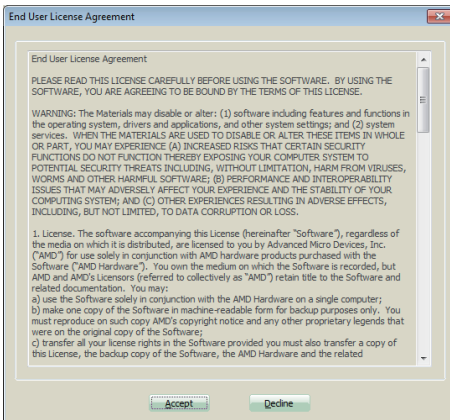 End User License Agreement
End User License Agreement
PLEASE READ THIS LICENSE CAREFULLY BEFORE USING THE SOFTWARE. BY USING THE
SOFTWARE, YOU ARE AGREEING TO BE BOUND BY THE TERMS OF THIS LICENSE.
WARNING: The Materials may disable or alter: (1) software including features and functions in
the operating system, drivers and applications, and other system settings; and (2) system
services. WHEN THE MATERIALS ARE USED TO DISABLE OR ALTER THESE ITEMS IN WHOLE
OR PART, YOU MAY EXPERIENCE (A) INCREASED RISKS THAT CERTAIN SECURITY
FUNCTIONS DO NOT FUNCTION THEREBY EXPOSING YOUR COMPUTER SYSTEM TO
POTENTIAL SECURITY THREATS INCLUDING, WITHOUT LIMITATION, HARM FROM VIRUSES,
WORMS AND OTHER HARMFUL SOFTWARE; (B) PERFORMANCE AND INTEROPERABILITY
ISSUES THAT MAY ADVERSELY AFFECT YOUR EXPERIENCE AND THE STABILITY OF YOUR
COMPUTING SYSTEM; AND (C) OTHER EXPERIENCES RESULTING IN ADVERSE EFFECTS,
INCLUDING, BUT NOT LIMITED, TO DATA CORRUPTION OR LOSS.
1. License. The software accompanying this License (hereinafter "Software"), regardless of
the media on which it is distributed, are licensed to you by Advanced Micro Devices, Inc.
("AMD") for use solely in conjunction with AMD hardware products purchased with the
Software ("AMD Hardware"). You own the medium on which the Software is recorded, but
AMD and AMD's Licensors (referred to collectively as "AMD") retain title to the Software and
related documentation. You may:
a) use the Software solely in conjunction with the AMD Hardware on a single computer;
b) make one copy of the Software in machine-readable form for backup purposes only. You
must reproduce on such copy AMD's copyright notice and any other proprietary legends that
were on the original copy of the Software;
c) transfer all your license rights in the Software provided you must also transfer a copy of
this License, the backup copy of the Software, the AMD Hardware and the related
Accept Decline